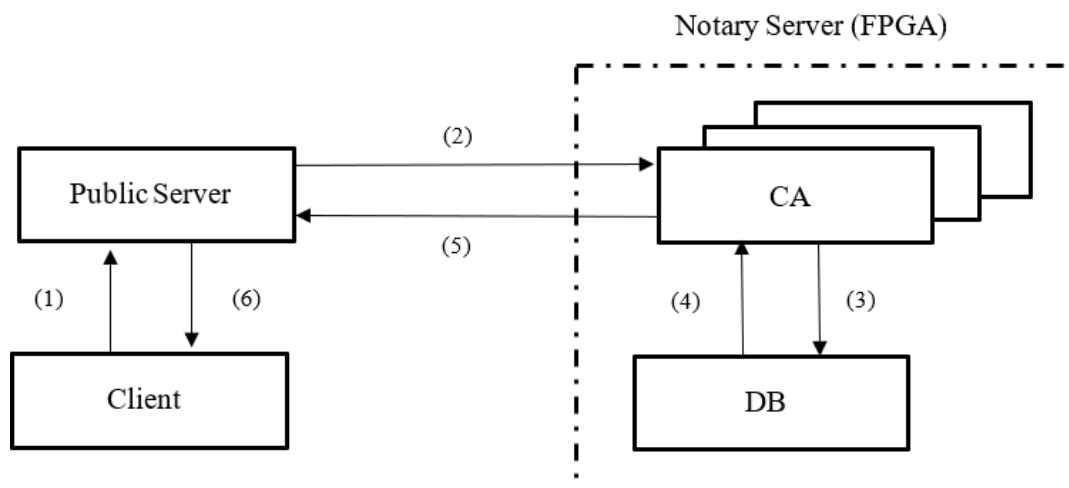 Notary Server (FPGA)
(2)
Public Server
CA
(5)
(1)
(6)
(4)
(3)
Client
DB